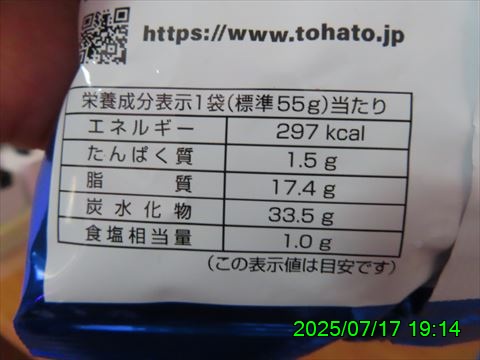 https://www.tohato.jp
栄養成分表示1袋(標準55g)当たり
エネルギー 297 kcal
たんぱく質 1.5 g
脂質 17.4 g
炭水化物 33.5 g
食塩相当量 1.0 g
(この表示値は目安です)
2025/07/17 19:14